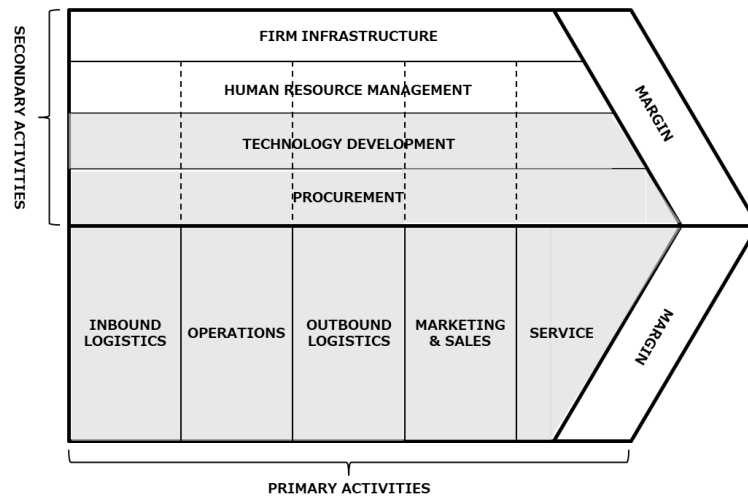 SECONDARY
ACTIVITIES
FIRM INFRASTRUCTURE
HUMAN RESOURCE MANAGEMENT
TECHNOLOGY DEVELOPMENT
PROCUREMENT
MARGIN
INBOUND
LOGISTICS
OPERATIONS
OUTBOUND
LOGISTICS
MARKETING
& SALES
SERVICE
MARGIN
PRIMARY ACTIVITIES